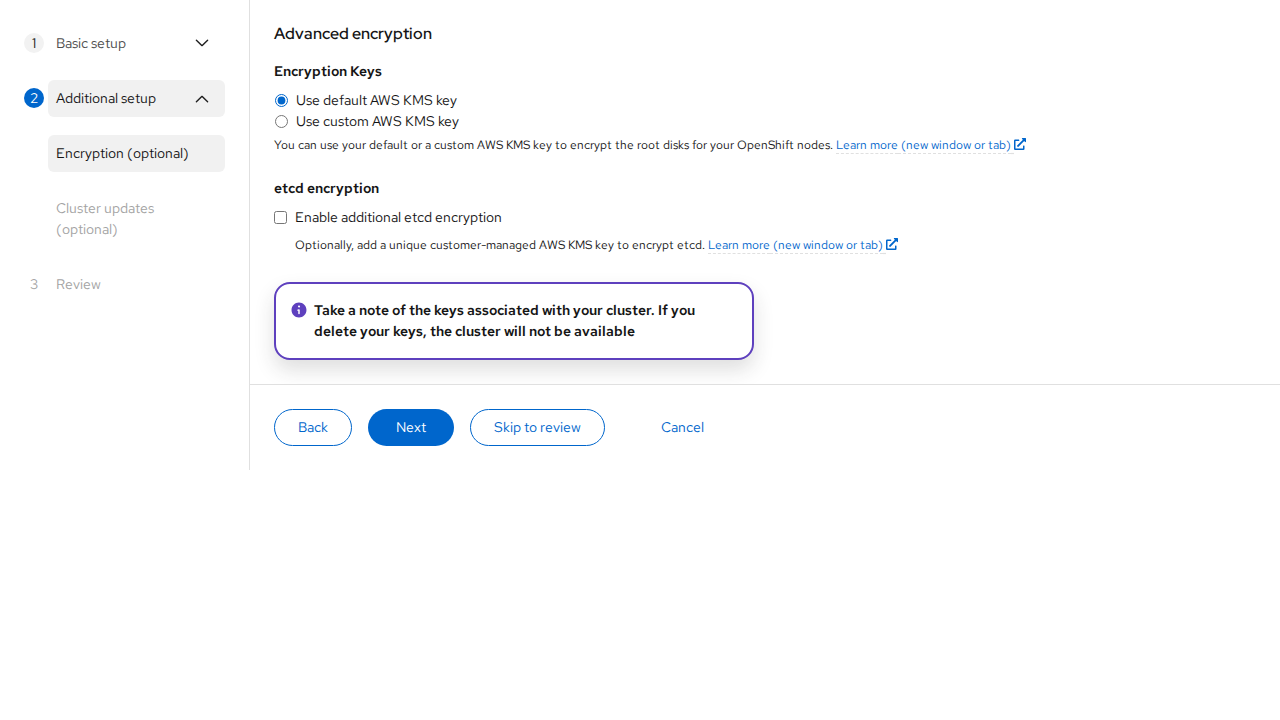 1 Basic setup
2 Additional setup
Encryption (optional)
Cluster updates
(optional)
3 Review
Advanced encryption
Encryption Keys
Use default AWS KMS key
Use custom AWS KMS key
You can use your default or a custom AWS KMS key to encrypt the root disks for your OpenShift nodes. Learn more (new window or tab)
etcd encryption
Enable additional etcd encryption
Optionally, add a unique customer-managed AWS KMS key to encrypt etcd. Learn more (new window or tab)
Take a note of the keys associated with your cluster. If you
delete your keys, the cluster will not be available
Back Next Skip to review Cancel